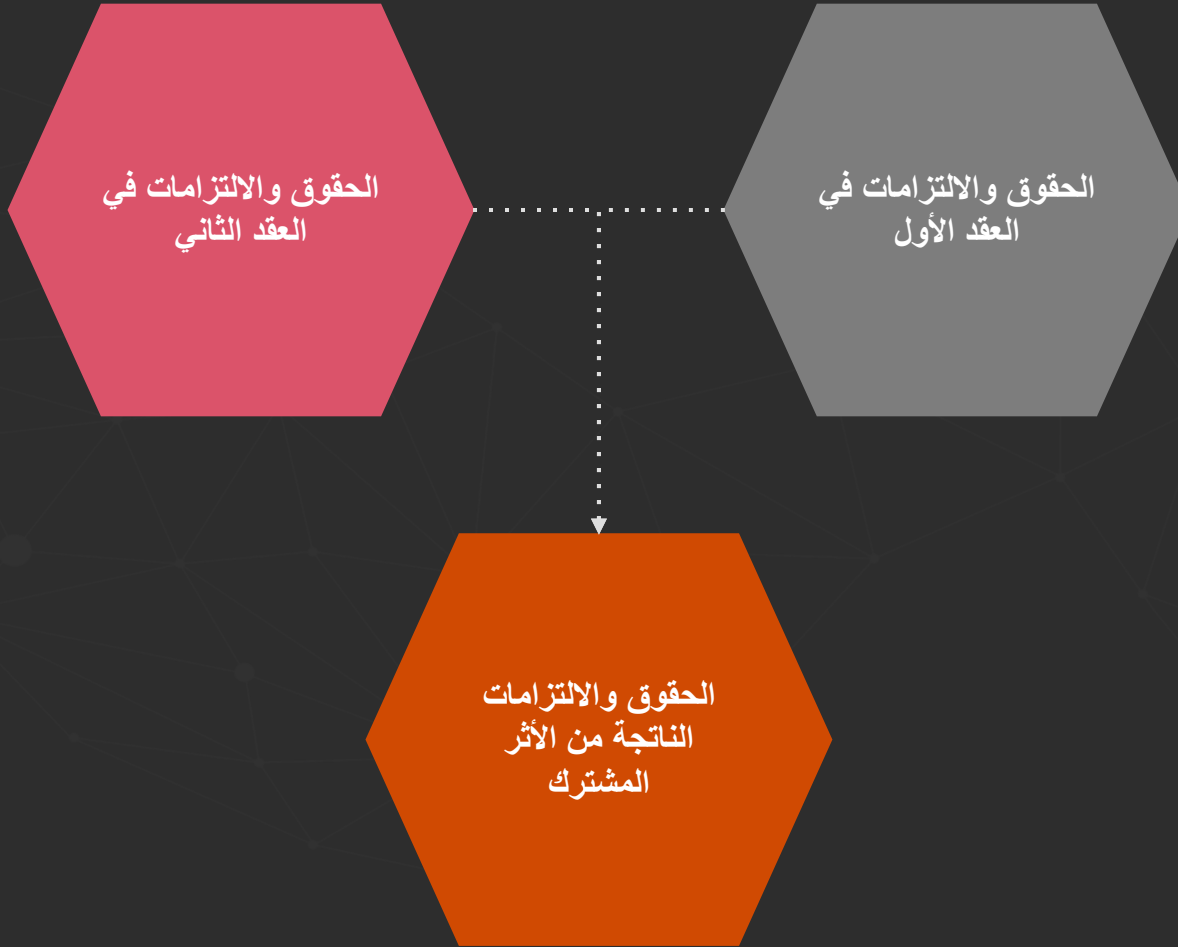 الحقوق والالتزامات في
العقد الأول
الحقوق والالتزامات في
العقد الثاني
الحقوق والالتزامات
الناتجة من الأثر
المشترك